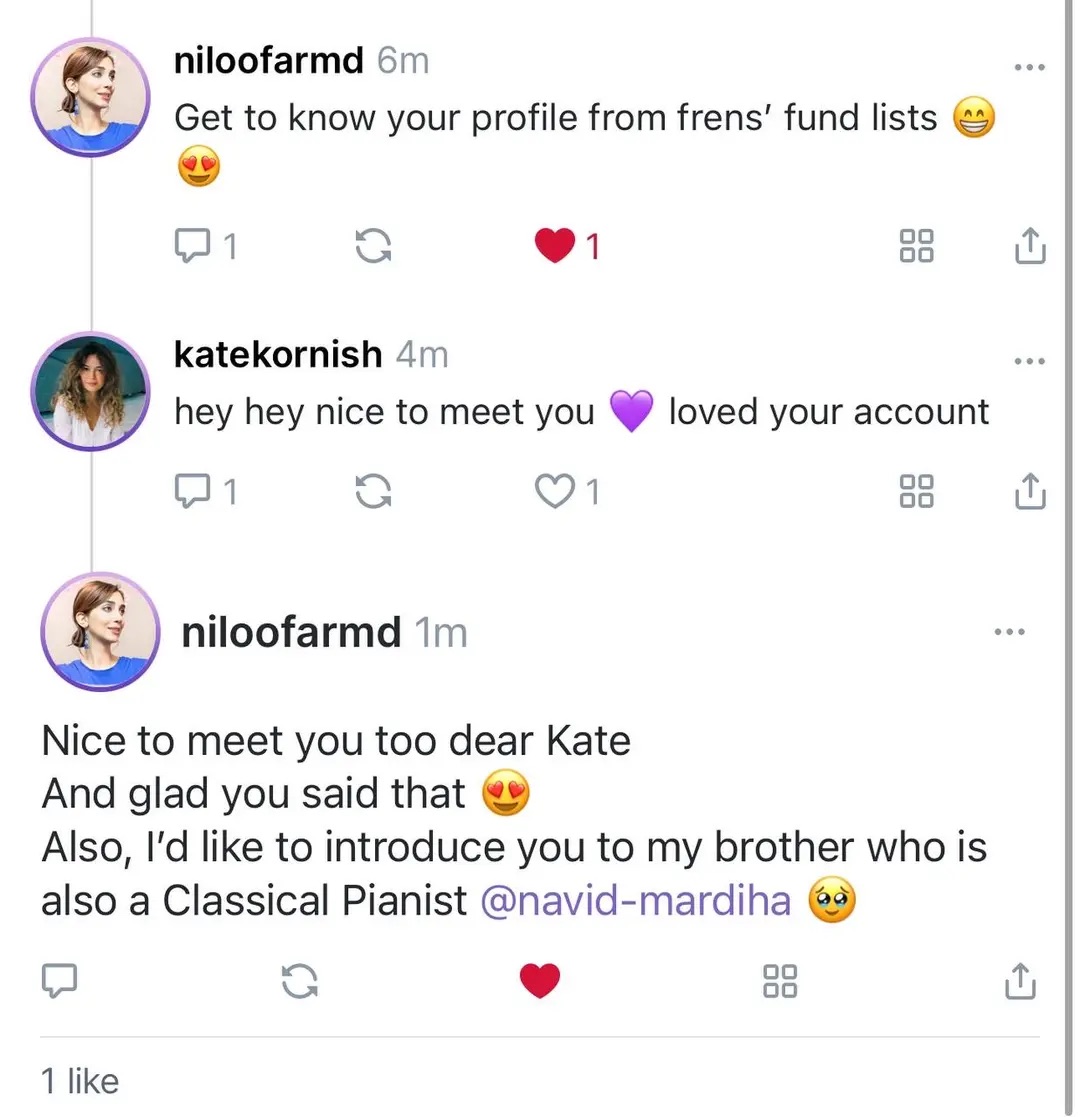 niloofarmd 6m
Get to know your profile from frens’ fund lists 😁
😍
1 1
katekornish 4m
hey hey nice to meet you 💜 loved your account
1 1
niloofarmd 1m
Nice to meet you too dear Kate
And glad you said that 😍
Also, I’d like to introduce you to my brother who is
also a Classical Pianist @navid-mardiha 🥹
1 like